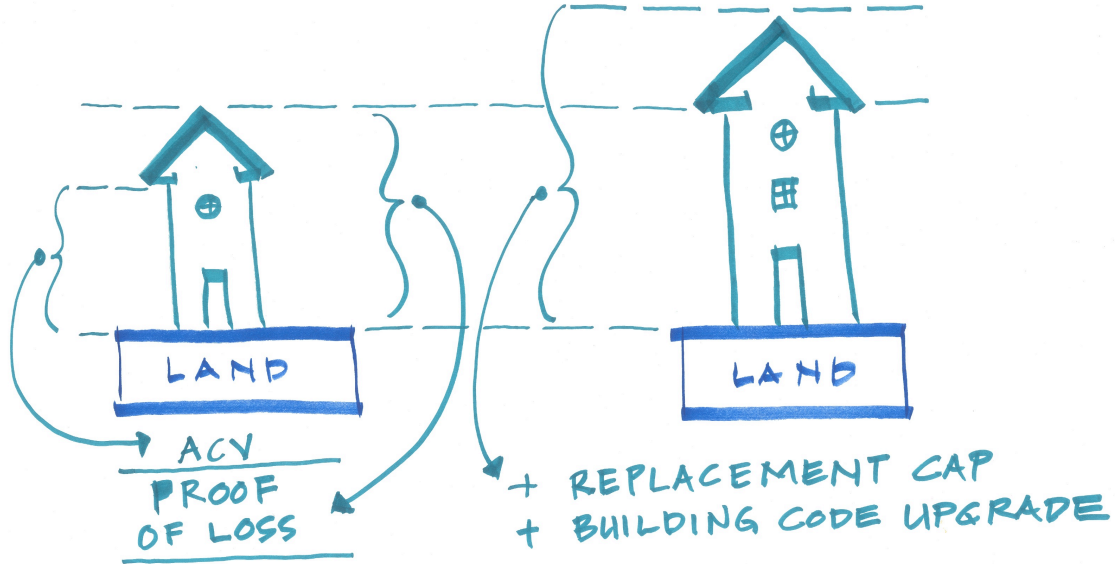 LAND
LAND
ACV
PROOF
OF LOSS
+ REPLACEMENT CAP
+ BUILDING CODE UPGRADE